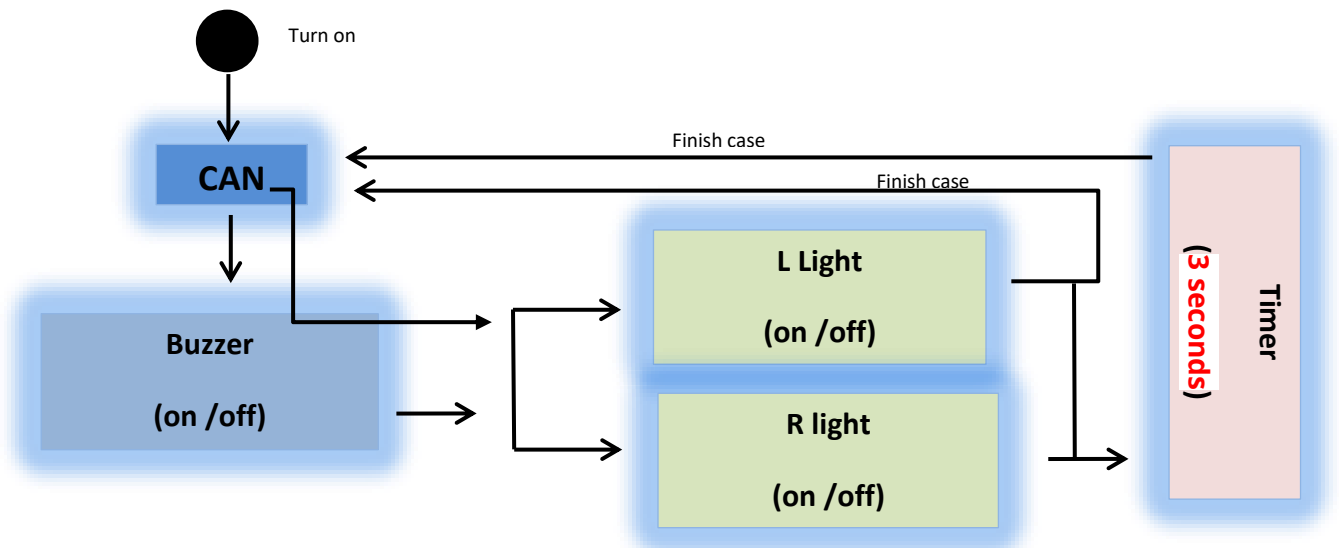 Turn on
CAN
Finish case
Finish case
L Light
(on /off)
Buzzer
(on /off)
R light
(on /off)
Timer
(3 seconds)